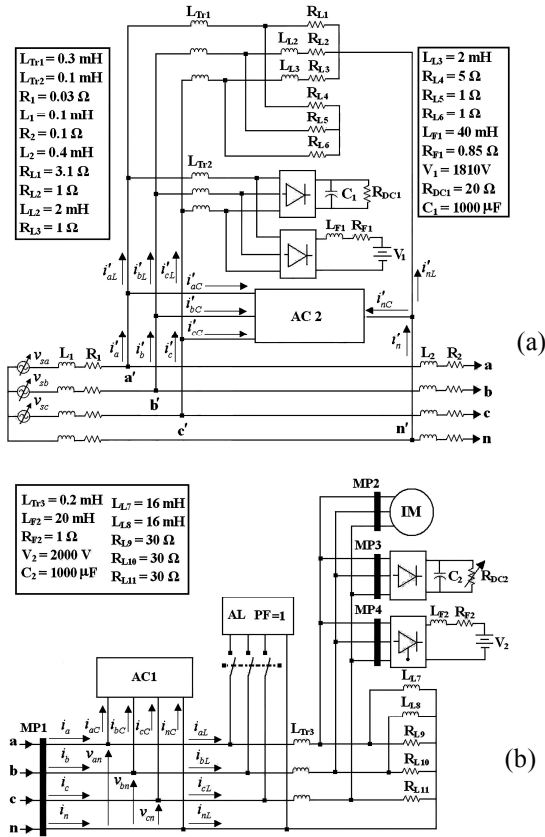 L_Tr1 = 0.3 mH
L_Tr2 = 0.1 mH
R_1 = 0.03 Ω
L_1 = 0.1 mH
R_2 = 0.1 Ω
L_2 = 0.4 mH
R_L1 = 3.1 Ω
R_L2 = 1 Ω
L_L2 = 2 mH
R_L3 = 1 Ω
L_L3 = 2 mH
R_L4 = 5 Ω
R_L5 = 1 Ω
R_L6 = 1 Ω
L_F1 = 40 mH
R_F1 = 0.85 Ω
V_1 = 1810V
R_DC1 = 20 Ω
C_1 = 1000 µF
L_Tr1 R_L1
L_L2 R_L2
L_L3 R_L3
R_L4
R_L5
R_L6
L_Tr2
C_1 R_DC1
L_F1 R_F1
V_1
i'_aL i'_bL i'_cL i'_nL
i'_aC
i'_bC i'_nC
i'_cC AC 2
i'_a i'_b i'_c i'_n
(a)
v_sa L_1 R_1 a' L_2 R_2 a
v_sb b' b
v_sc c
c' n' n
L_Tr3 = 0.2 mH
L_F2 = 20 mH
R_F2 = 1 Ω
V_2 = 2000 V
C_2 = 1000 µF
L_L7 = 16 mH
L_L8 = 16 mH
R_L9 = 30 Ω
R_L10 = 30 Ω
R_L11 = 30 Ω
MP2
IM
MP3
C_2 R_DC2
MP4
L_F2 R_F2
V_2
AL PF=1
AC1
L_L7
L_L8
MP1 i_a i_aC i_bC i_cC i_nC i_aL L_Tr3 R_L9
a
i_b v_an i_bL R_L10
b
i_c v_bn i_cL R_L11
c
i_n v_cn i_nL
n
(b)